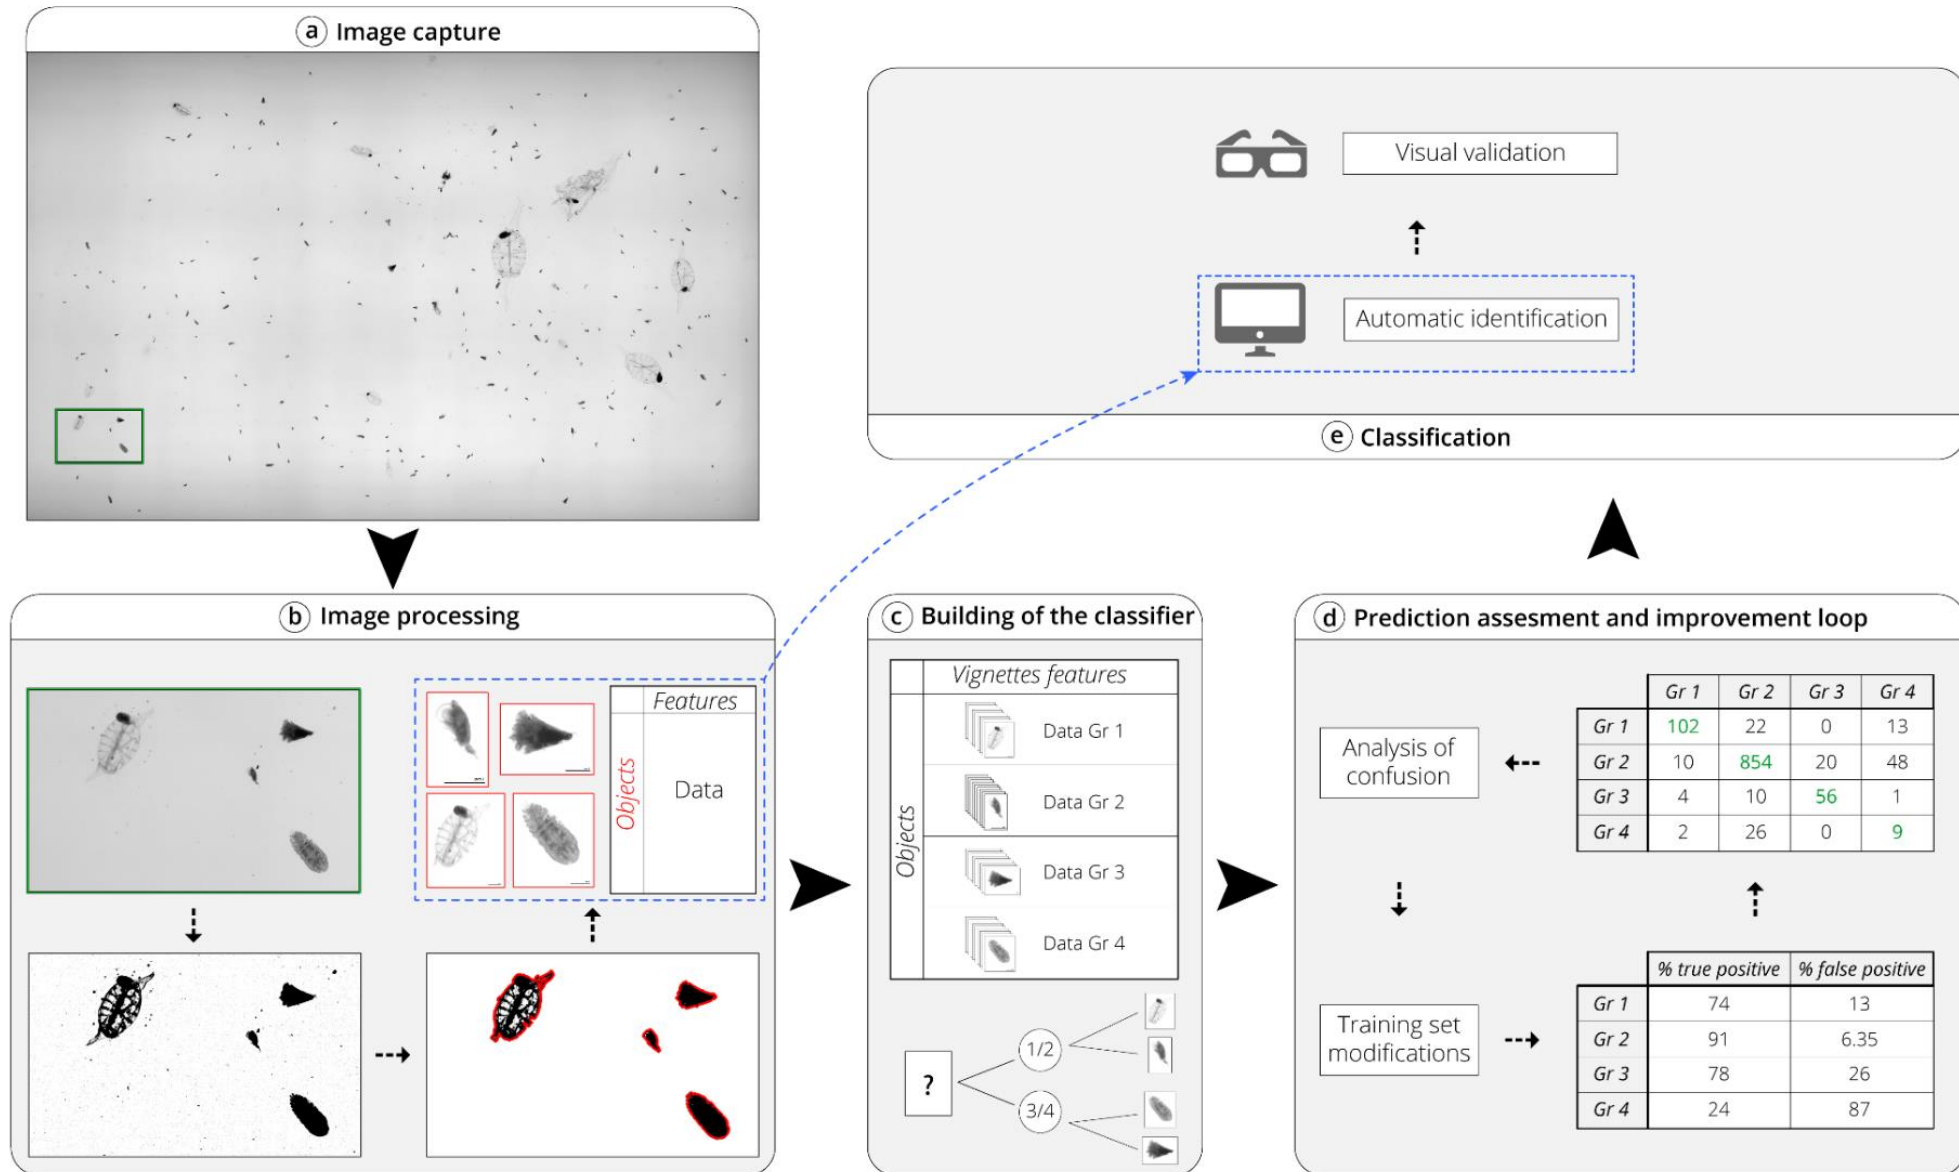 a Image capture
b Image processing
Features
Objects
Data
c Building of the classifier
Vignettes features
Objects
Data Gr 1
Data Gr 2
Data Gr 3
Data Gr 4
?
1/2
3/4
d Prediction assesment and improvement loop
Analysis of
confusion
Gr 1 Gr 2 Gr 3 Gr 4
Gr 1 102 22 0 13
Gr 2 10 854 20 48
Gr 3 4 10 56 1
Gr 4 2 26 0 9
Training set
modifications
% true positive % false positive
Gr 1 74 13
Gr 2 91 6.35
Gr 3 78 26
Gr 4 24 87
Visual validation
Automatic identification
e Classification